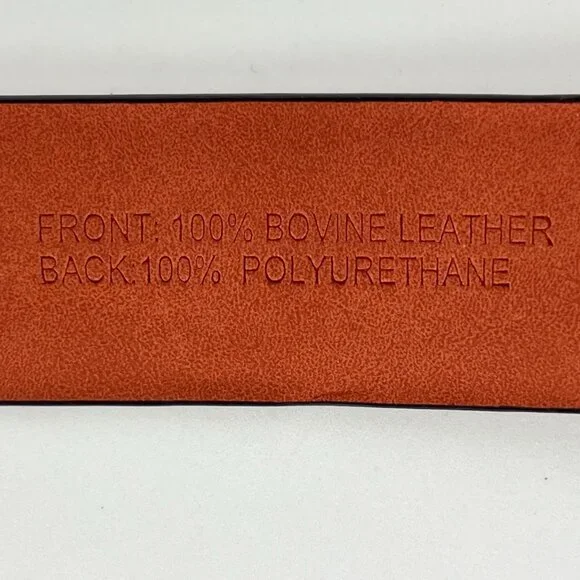 FRONT: 100% BOVINE LEATHER
BACK:100% POLYURETHANE